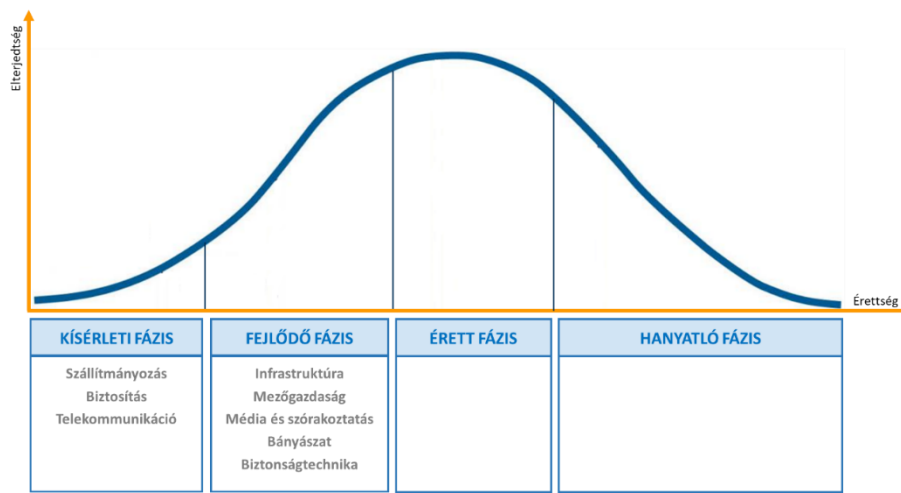 Elterjedtség
Érettség
KÍSÉRLETI FÁZIS
Szállítmányozás
Biztosítás
Telekommunikáció
FEJLŐDŐ FÁZIS
Infrastruktúra
Mezőgazdaság
Média és szórakoztatás
Bányászat
Biztonságtechnika
ÉRETT FÁZIS
HANYATLÓ FÁZIS